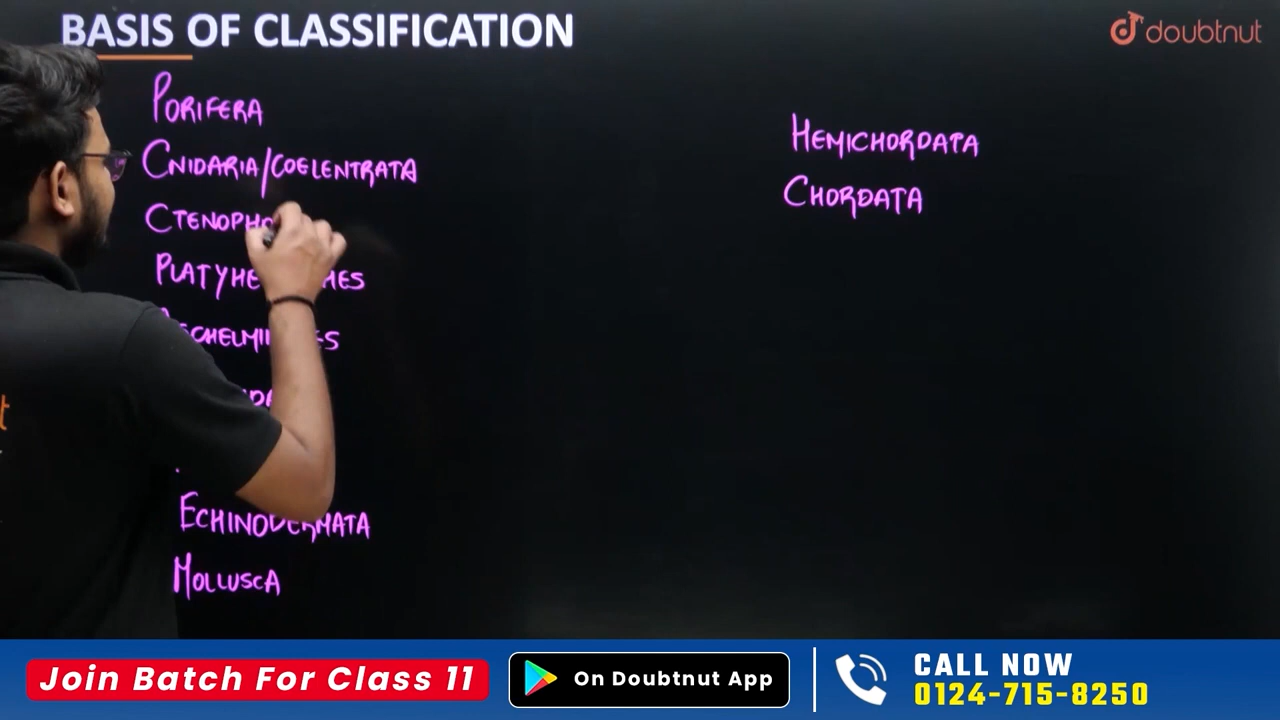 BASIS OF CLASSIFICATION
doubtnut
PORIFERA
CNIDARIA/COELENTRATA
HEMICHORDATA
CHORDATA
ECHINODERMATA
MOLLUSCA
Join Batch For Class 11
On Doubtnut App
CALL NOW
0124-715-8250